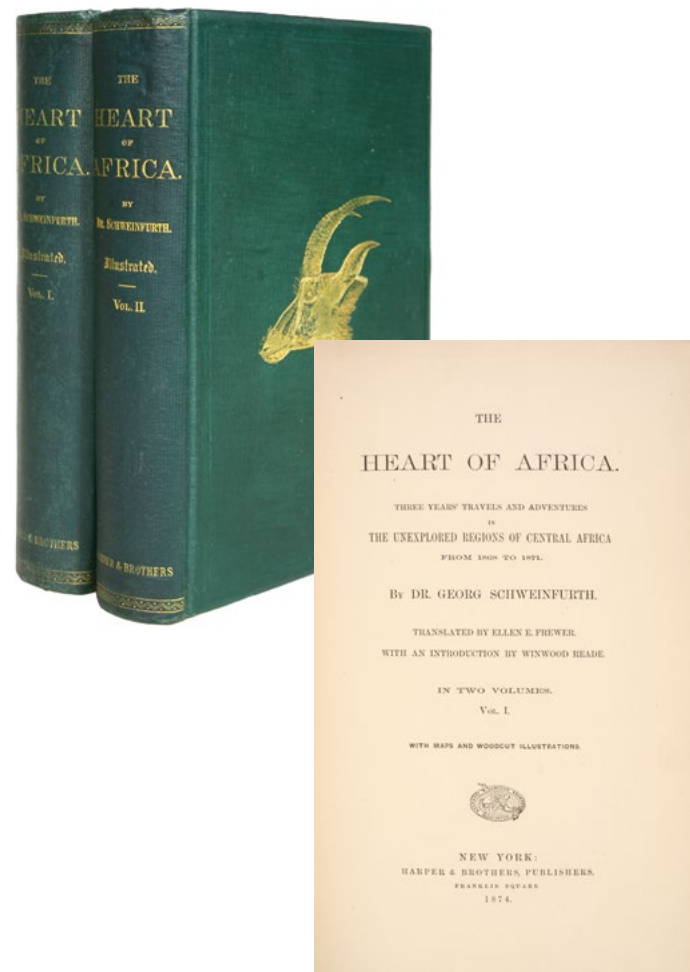 THE
HEART
OF
AFRICA.
BY
SCHWEINFURTH.
Illustrated.
VOL. I.
& BROTHERS
THE
HEART
OF
AFRICA.
BY
DR. SCHWEINFURTH.
Illustrated.
VOL. II.
HARPER & BROTHERS
THE
HEART OF AFRICA.
THREE YEARS' TRAVELS AND ADVENTURES
IN
THE UNEXPLORED REGIONS OF CENTRAL AFRICA
FROM 1868 TO 1871.
BY DR. GEORG SCHWEINFURTH.
TRANSLATED BY ELLEN E. FREWER.
WITH AN INTRODUCTION BY WINWOOD READE.
IN TWO VOLUMES.
VOL. I.
WITH MAPS AND WOODCUT ILLUSTRATIONS.
NEW YORK:
HARPER & BROTHERS, PUBLISHERS,
FRANKLIN SQUARE
1874.